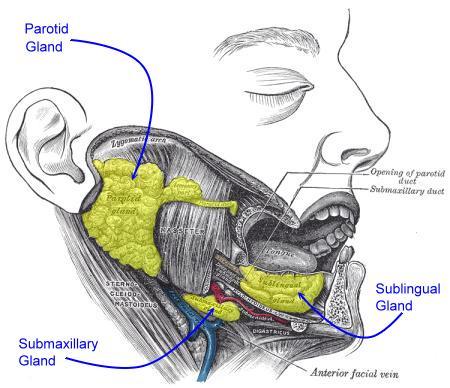 Parotid
Gland
Zygomatic arch
Parotid
gland
MASSETER
Opening of parotid
duct
Submaxillary duct
Tongue
STERNO-
CLEIDO-
MASTOIDEUS
Sublingual
gland
Sublingual
Gland
DIGASTRICUS
Submaxillary
Gland
Anterior facial vein